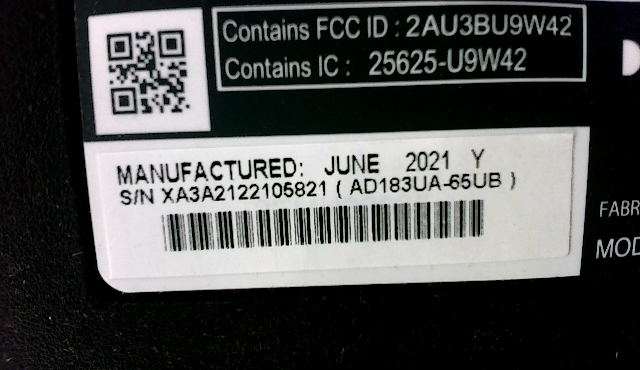 Contains FCC ID : 2AU3BU9W42
Contains IC : 25625-U9W42
MANUFACTURED: JUNE 2021 Y
S/N XA3A2122105821 ( AD183UA-65UB )
FABR
MOD